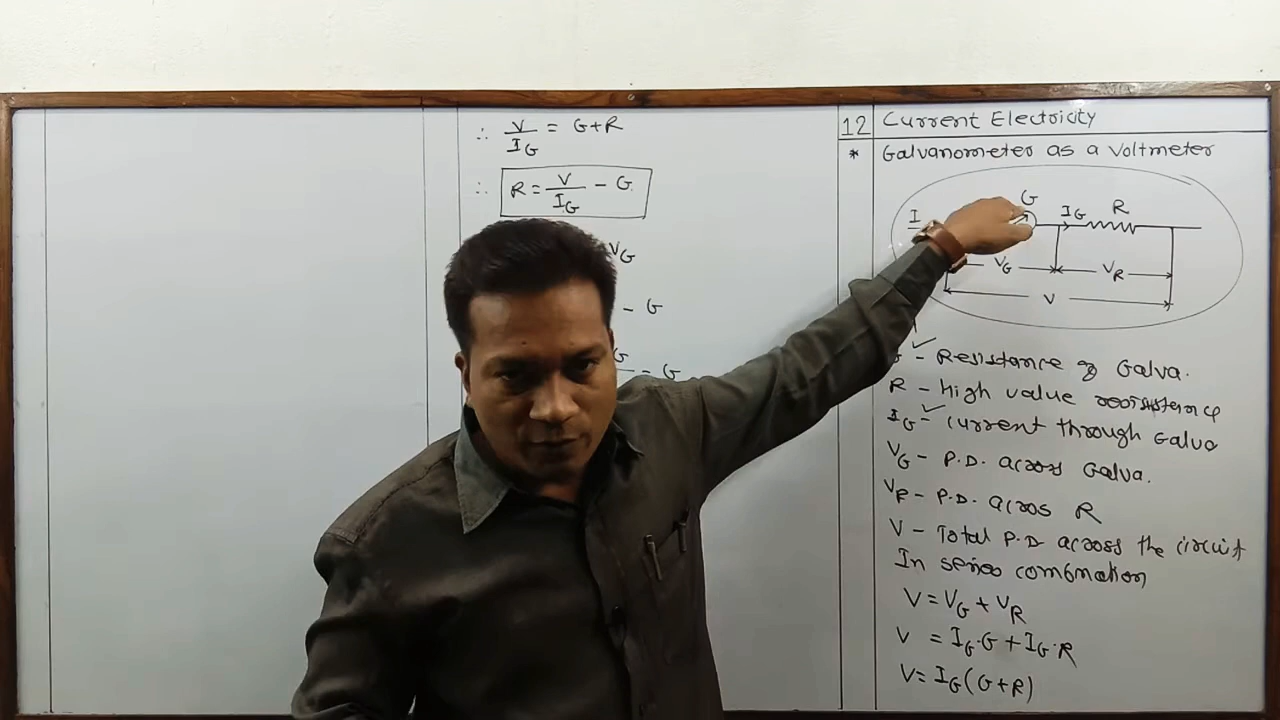 12 Current Electricity
* Galvanometer as a Voltmeter
I G I_G R
V_G V_R
V
G - Resistance of Galva.
R - High value resistance
I_G - current through Galva
V_G - P.D. across Galva.
V_R - P.D. across R
V - Total P.D across the circuit
In series combination
V = V_G + V_R
V = I_G·G + I_G·R
V = I_G(G+R)
∴ V/I_G = G+R
∴ R = V/I_G - G
V_G
- G
G - G